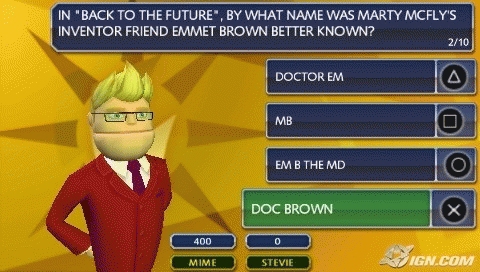 IN "BACK TO THE FUTURE", BY WHAT NAME WAS MARTY MCFLY'S
INVENTOR FRIEND EMMET BROWN BETTER KNOWN?
2/10
DOCTOR EM
MB
EM B THE MD
DOC BROWN
400 0
MIME STEVIE
IGN.COM